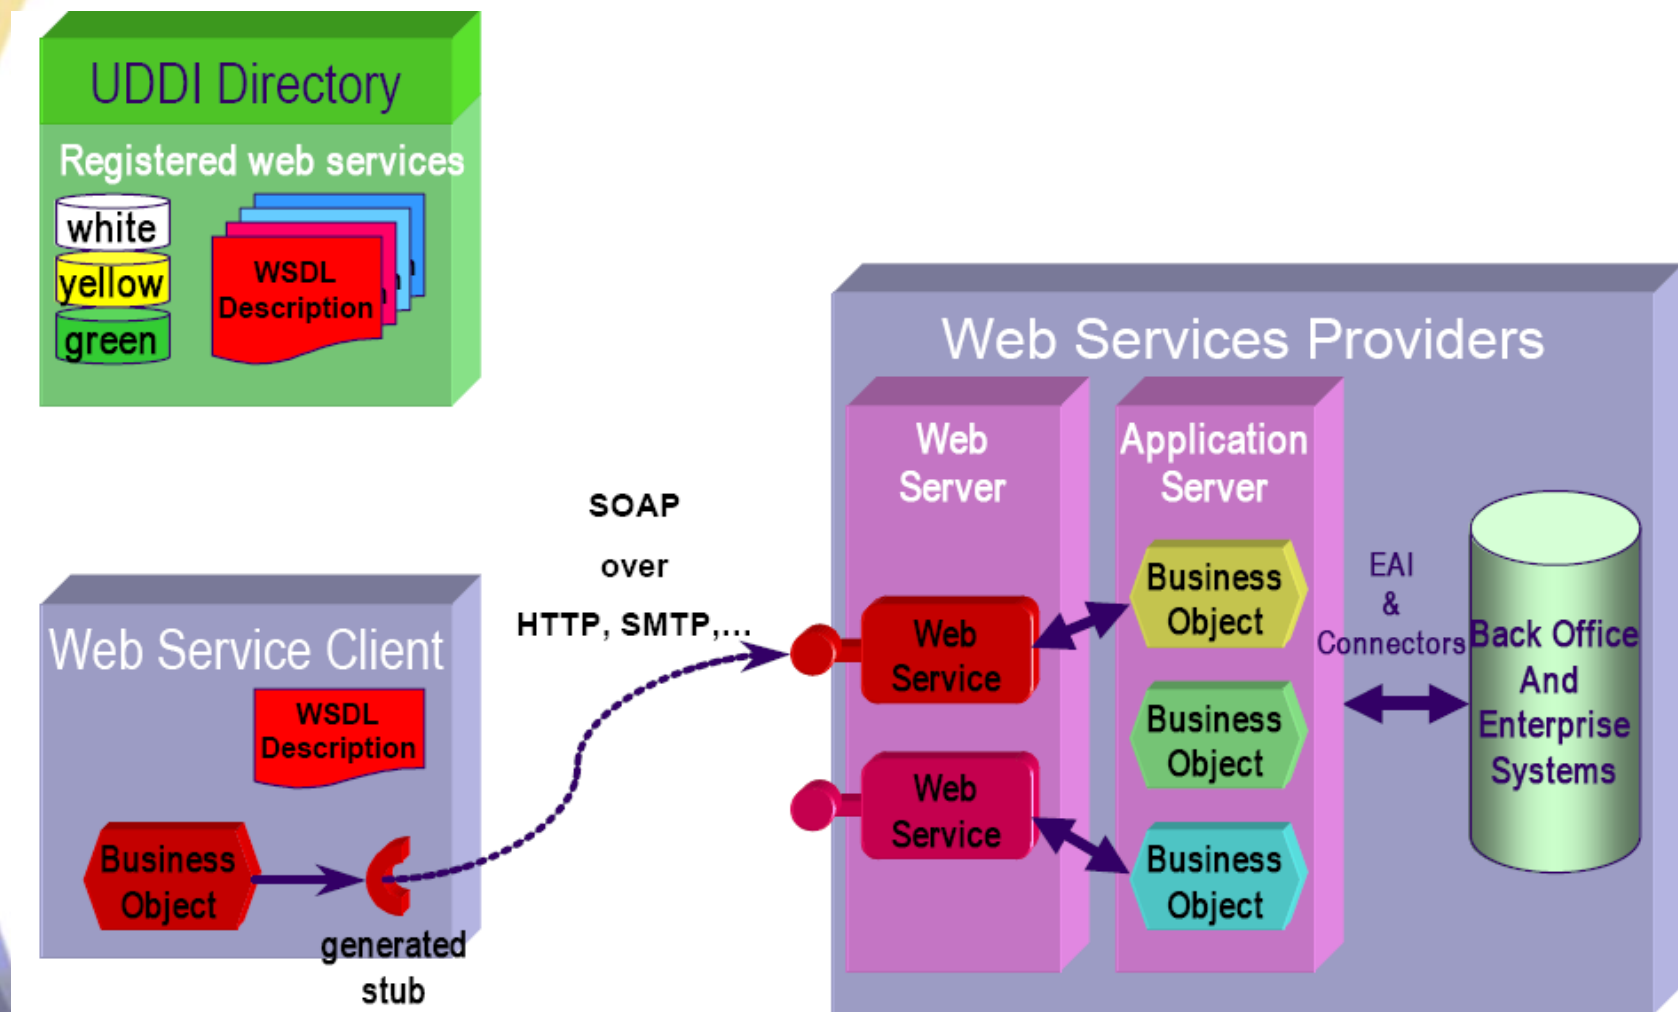 UDDI Directory
Registered web services
white
yellow
green
WSDL
Description
n
n
Web Service Client
WSDL
Description
Business
Object
generated
stub
SOAP
over
HTTP, SMTP,...
Web Services Providers
Web
Server
Web
Service
Web
Service
Application
Server
Business
Object
Business
Object
Business
Object
EAI
&
Connectors
Back Office
And
Enterprise
Systems